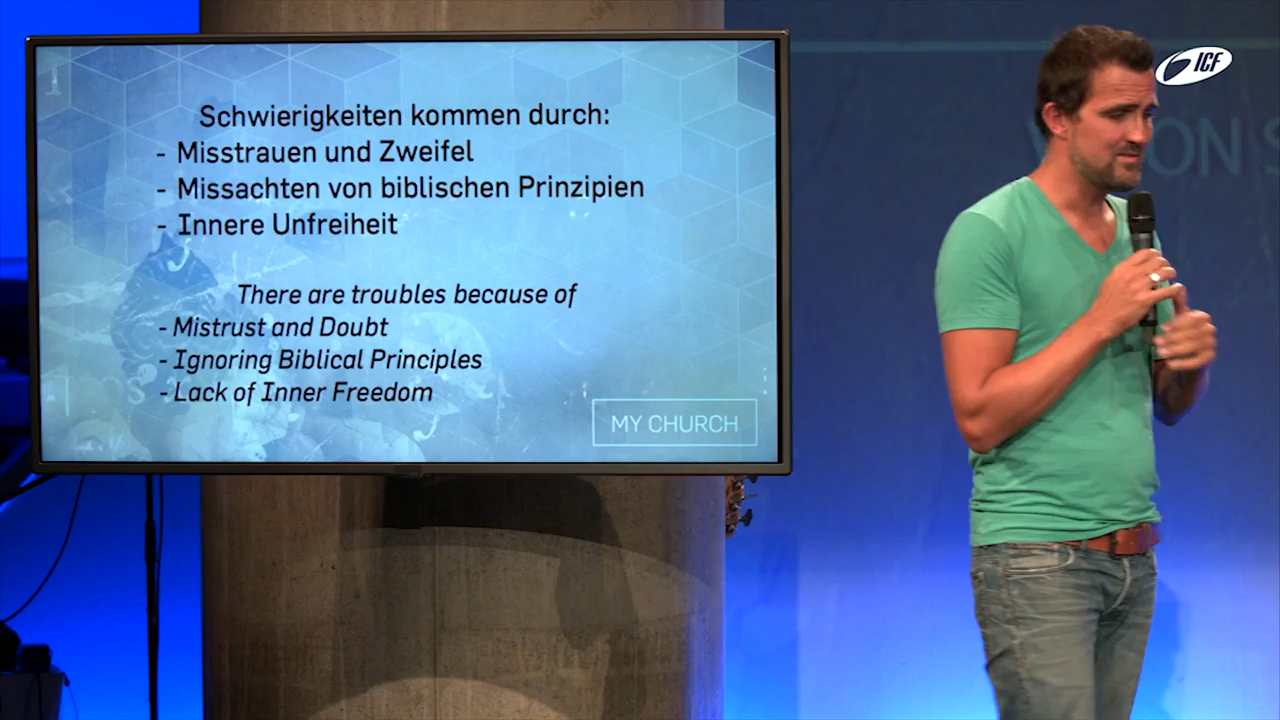 Schwierigkeiten kommen durch:
- Misstrauen und Zweifel
- Missachten von biblischen Prinzipien
- Innere Unfreiheit
There are troubles because of
- Mistrust and Doubt
- Ignoring Biblical Principles
- Lack of Inner Freedom
MY CHURCH
ICF